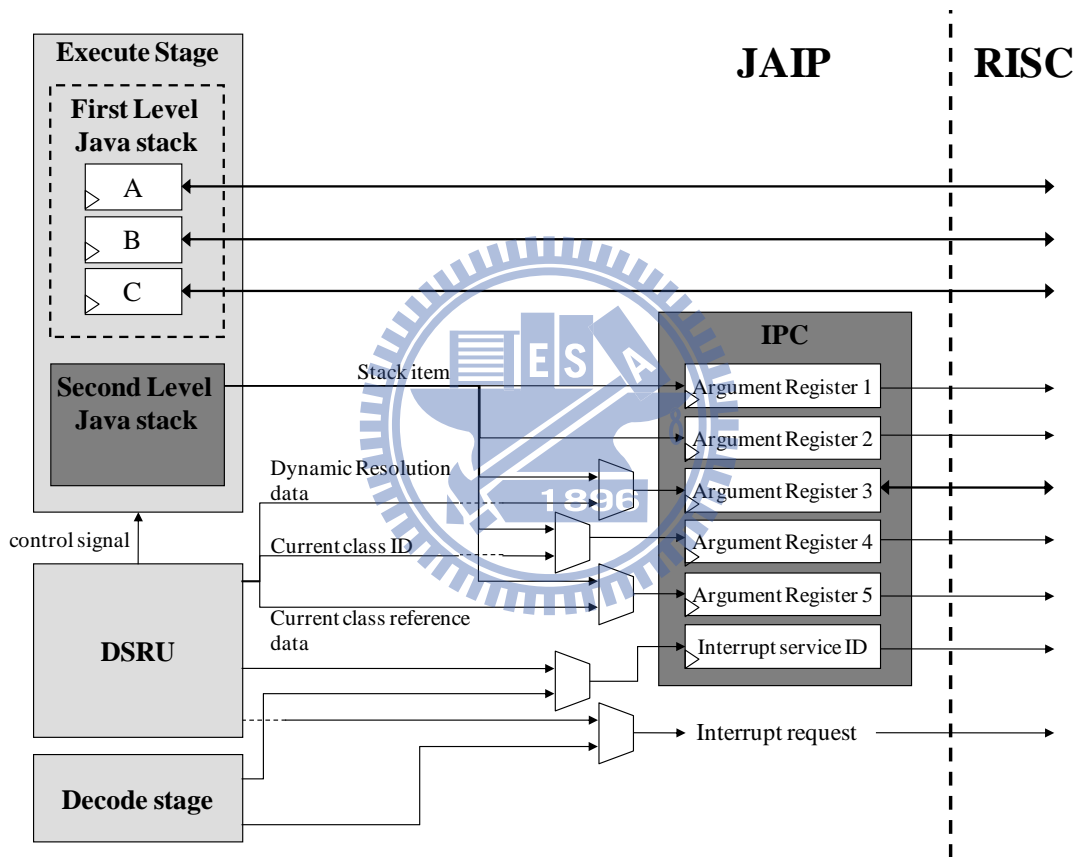 Execute Stage
JAIP
RISC
First Level
Java stack
A
B
C
IPC
Second Level
Java stack
Stack item
Argument Register 1
Argument Register 2
Dynamic Resolution
data
Argument Register 3
1896
E S A
control signal
Current class ID
Argument Register 4
Argument Register 5
Current class reference
data
DSRU
Interrupt service ID
Interrupt request
Decode stage